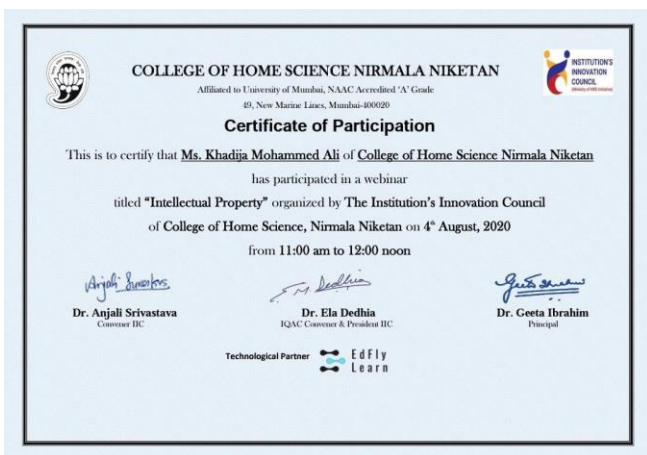 COLLEGE OF HOME SCIENCE NIRMALA NIKETAN
Affiliated to University of Mumbai, NAAC Accredited 'A' Grade
49, New Marine Lines, Mumbai-400020
INSTITUTION'S
INNOVATION
COUNCIL
(Ministry of HRD Initiative)
Certificate of Participation
This is to certify that Ms. Khadija Mohammed Ali of College of Home Science Nirmala Niketan
has participated in a webinar
titled "Intellectual Property" organized by The Institution's Innovation Council
of College of Home Science, Nirmala Niketan on 4th August, 2020
from 11:00 am to 12:00 noon
Dr. Anjali Srivastava
Convener IIC
Dr. Ela Dedhia
IQAC Convener & President IIC
Dr. Geeta Ibrahim
Principal
Technological Partner
EdFly
Learn